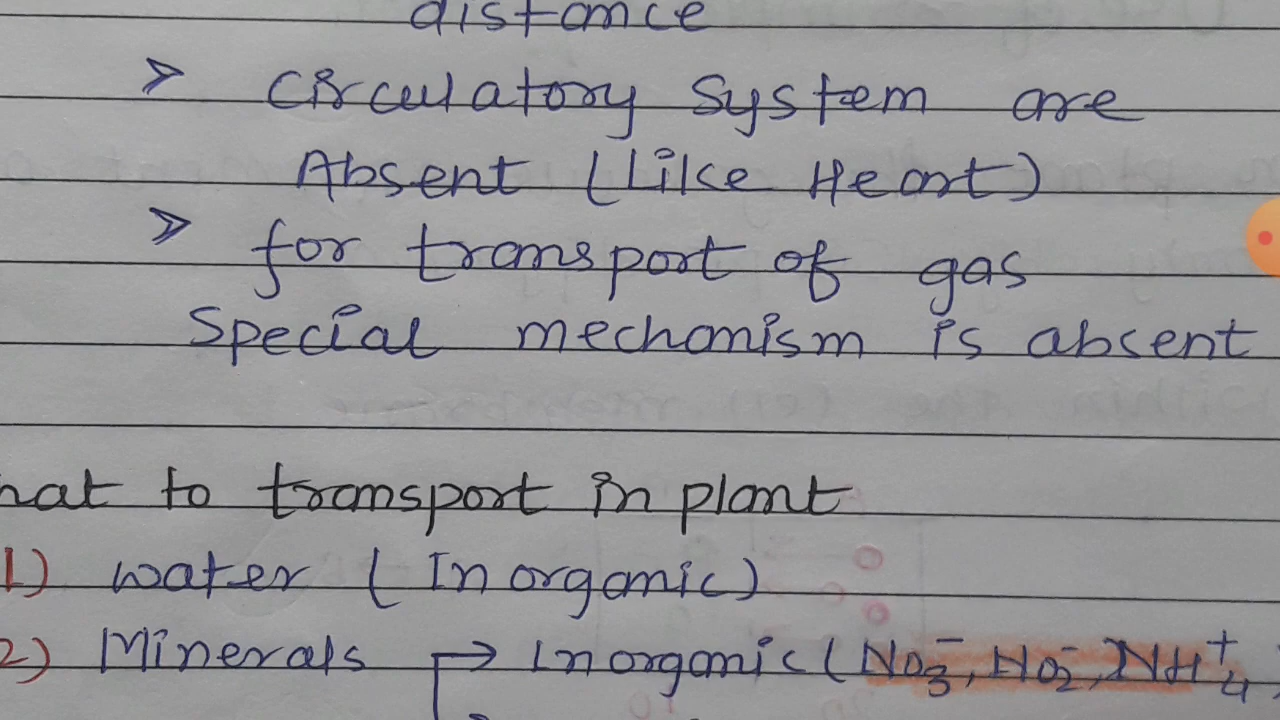 distance
> Circulatory System are
Absent (Like Heart)
> for transport of gas
Special mechanism is absent
hat to transport in plant
1) water (Inorganic)
2) Minerals → Inorganic (NO₃⁻, NO₂⁻, NH₄⁺